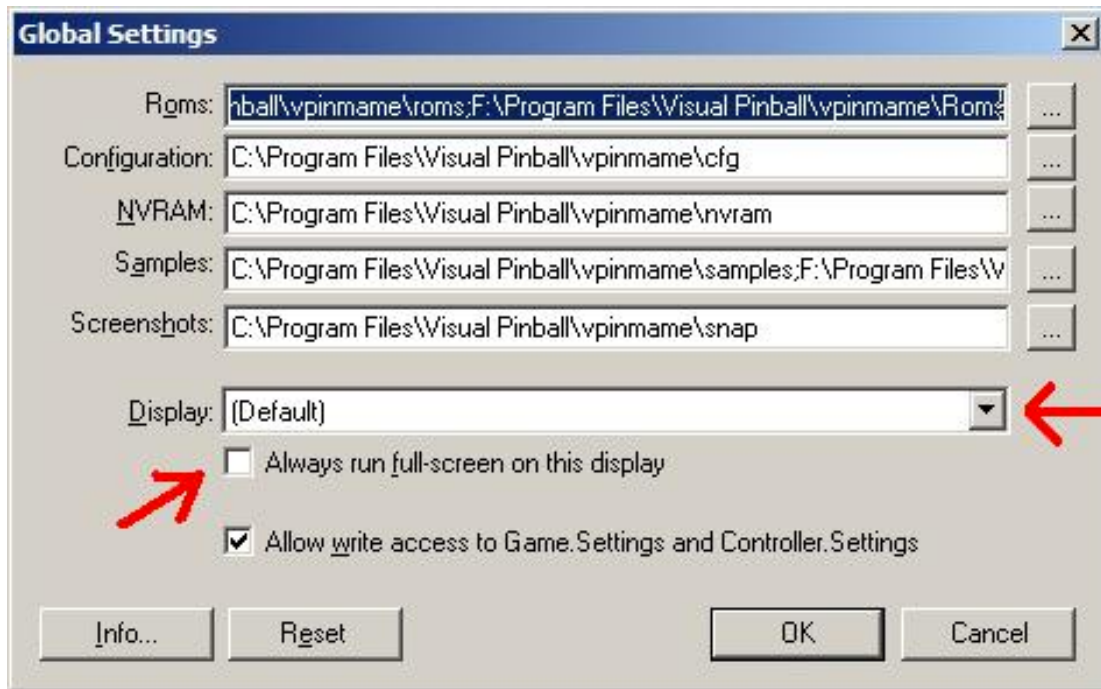 Global Settings
Roms: nball\vpinmame\roms;F:\Program Files\Visual Pinball\vpinmame\Roms ...
Configuration: C:\Program Files\Visual Pinball\vpinmame\cfg ...
NVRAM: C:\Program Files\Visual Pinball\vpinmame\nvram ...
Samples: C:\Program Files\Visual Pinball\vpinmame\samples;F:\Program Files\V ...
Screenshots: C:\Program Files\Visual Pinball\vpinmame\snap ...
Display: (Default)
Always run full-screen on this display
Allow write access to Game.Settings and Controller.Settings
Info... Reset OK Cancel